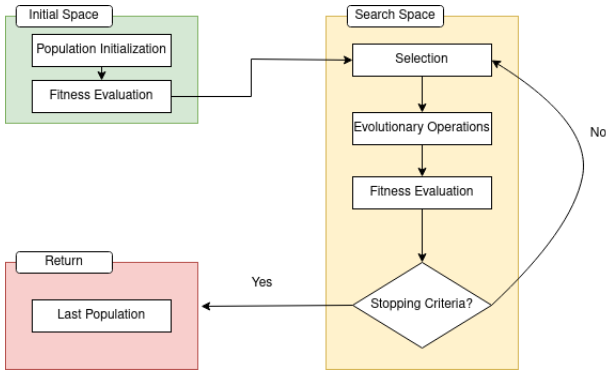 Initial Space
Population Initialization
Fitness Evaluation
Search Space
Selection
Evolutionary Operations
Fitness Evaluation
Stopping Criteria?
No
Yes
Return
Last Population